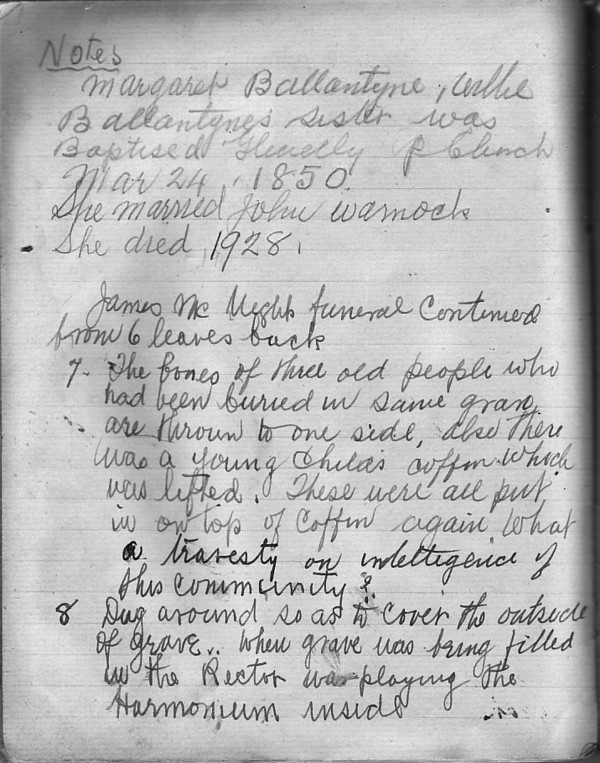 Notes
Margaret Ballantyne, Willie
Ballantyne's sister was
Baptised P Church
Mar 24, 1850.
She married John Warnock
She died, 1928.
James Mc funeral Continued
from 6 leaves back
7. The bones of three old people who
had been buried in same grave
are thrown to one side, also there
was a young Childs coffin which
was lifted. These were all put
in on top of Coffin again What
a travesty on intelligence of
this community?
8 Dug around so as to cover the outside
of grave.. When grave was being filled
in the Rector was playing the
Harmonium inside